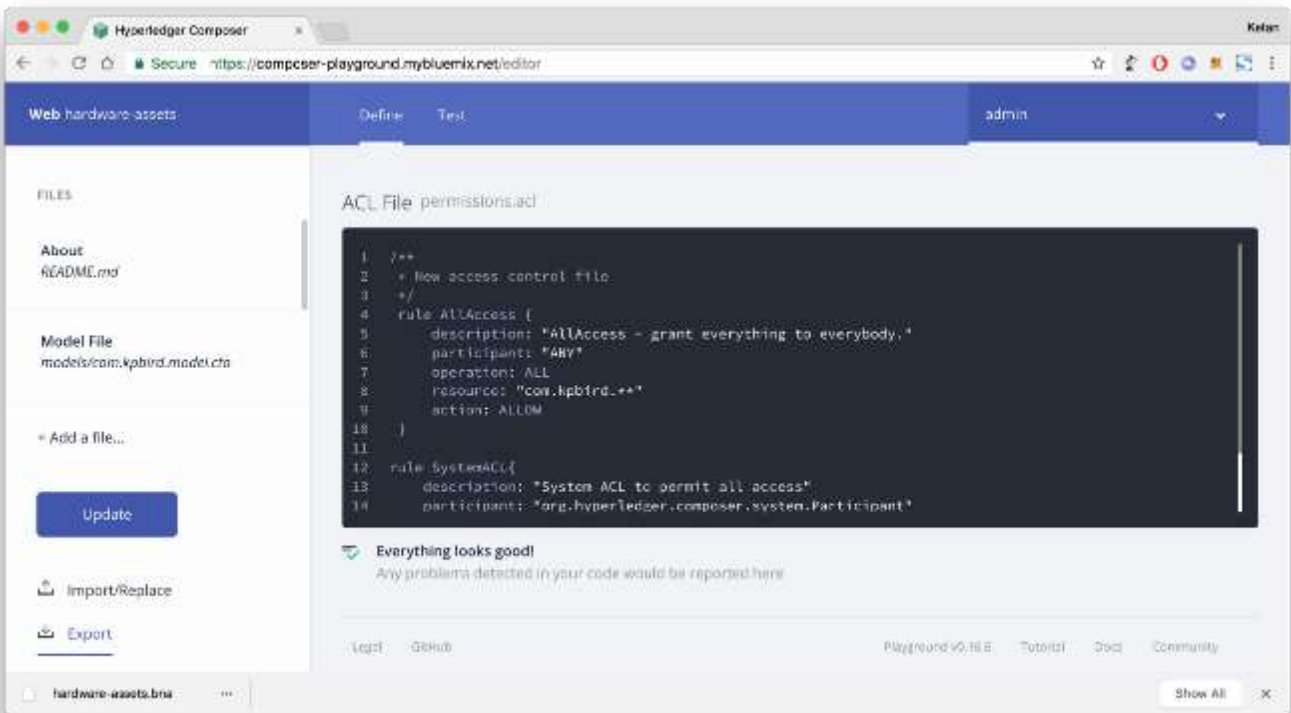 Hyperledger Composer
Ketan
Secure https://composer-playground.mybluemix.net/editor
Web hardware-assets
Define
Test
admin
FILES
About
README.md
Model File
models/com.kpbird.model.cto
+ Add a file...
Update
Import/Replace
Export
ACL File permissions.acl
1 /**
2 * New access control file
3 */
4 rule AllAccess {
5 description: "AllAccess - grant everything to everybody."
6 participant: "ANY"
7 operation: ALL
8 resource: "com.kpbird.**"
9 action: ALLOW
10 }
11
12 rule SystemACL{
13 description: "System ACL to permit all access"
14 participant: "org.hyperledger.composer.system.Participant"
Everything looks good!
Any problems detected in your code would be reported here
Legal
GitHub
Playground
Tutorial
Docs
Community
hardware-assets.bna
Show All